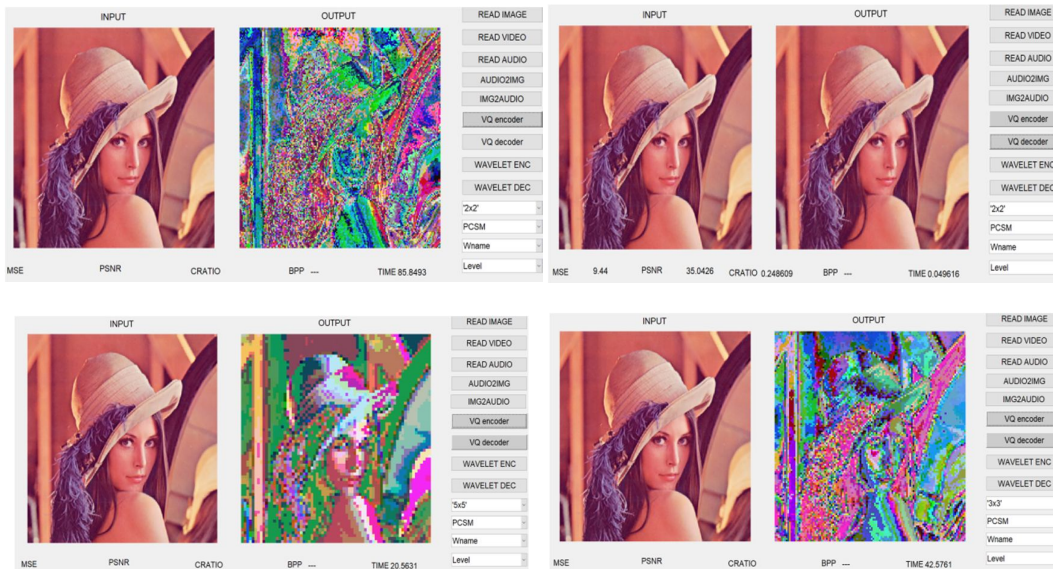 INPUT
OUTPUT
READ IMAGE
READ VIDEO
READ AUDIO
AUDIO2IMG
IMG2AUDIO
VQ encoder
VQ decoder
WAVELET ENC
WAVELET DEC
'2x2'
PCSM
Wname
Level
MSE PSNR CRATIO BPP --- TIME 85.8493
INPUT
OUTPUT
READ IMAGE
READ VIDEO
READ AUDIO
AUDIO2IMG
IMG2AUDIO
VQ encoder
VQ decoder
WAVELET ENC
WAVELET DEC
'2x2'
PCSM
Wname
Level
MSE 9.44 PSNR 35.0426 CRATIO 0.248609 BPP --- TIME 0.049616
INPUT
OUTPUT
READ IMAGE
READ VIDEO
READ AUDIO
AUDIO2IMG
IMG2AUDIO
VQ encoder
VQ decoder
WAVELET ENC
WAVELET DEC
'5x5'
PCSM
Wname
Level
MSE PSNR CRATIO BPP --- TIME 20.5631
INPUT
OUTPUT
READ IMAGE
READ VIDEO
READ AUDIO
AUDIO2IMG
IMG2AUDIO
VQ encoder
VQ decoder
WAVELET ENC
WAVELET DEC
'3x3'
PCSM
Wname
Level
MSE PSNR CRATIO BPP --- TIME 42.5761